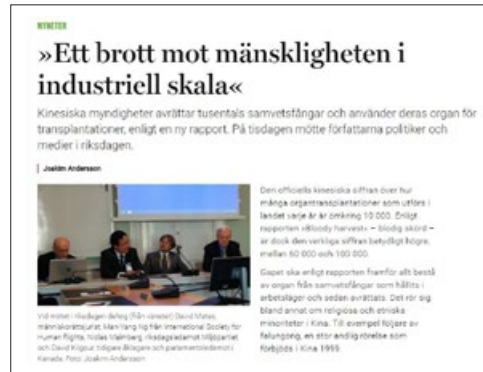 NYHETER
»Ett brott mot mänskligheten i
industriell skala«
Kinesiska myndigheter avrättar tusentals samvetsfångar och använder deras organ för
transplantationer, enligt en ny rapport. På tisdagen mötte författarna politiker och
medier i riksdagen.
Joakim Andersson
Den officiella kinesiska siffran över hur
många organtransplantationer som utförs i
landet varje år är omkring 10 000. Enligt
rapporten »Bloody harvest« – blodig skörd –
är dock den verkliga siffran betydligt högre,
mellan 60 000 och 100 000.
Gapet ska enligt rapporten framför allt bestå
av organ från samvetsfångar som hållits i
arbetsläger och sedan avrättats. Det rör sig
bland annat om religiösa och etniska
minoriteter i Kina. Till exempel följare av
falungong, en stor andlig rörelse som
förbjöds i Kina 1999.
Vid mötet i riksdagen deltog (från vänster) David Matas,
människorättsjurist, Man-Yang Ng från International Society for
Human Rights, Niclas Malmberg, riksdagsledamot Miljöpartiet
och David Kilgour, tidigare åklagare och parlamentsledamot i
Kanada. Foto: Joakim Andersson